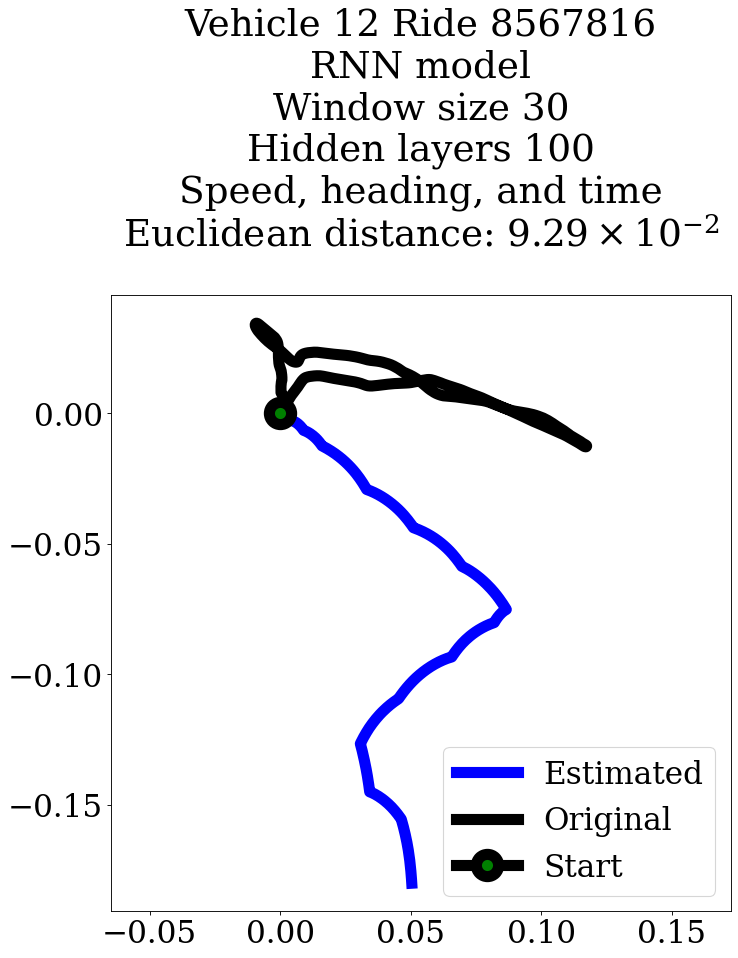 Vehicle 12 Ride 8567816
RNN model
Window size 30
Hidden layers 100
Speed, heading, and time
Euclidean distance: 9.29 × 10⁻²
0.00
−0.05
−0.10
−0.15
Estimated
Original
Start
−0.05 0.00 0.05 0.10 0.15